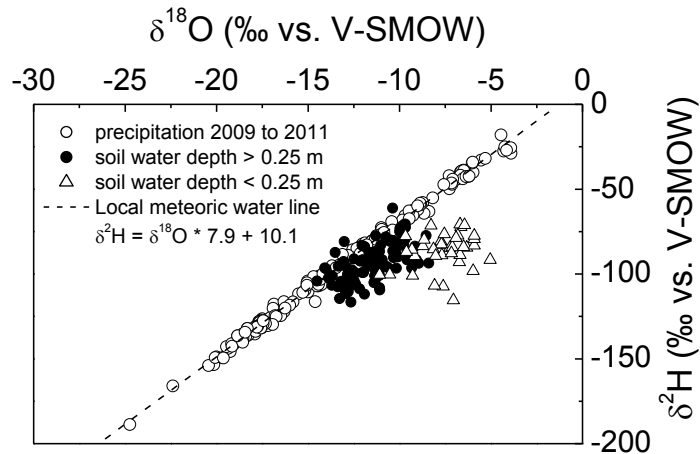 δ¹⁸O (‰ vs. V-SMOW)
-30 -25 -20 -15 -10 -5 0
0
precipitation 2009 to 2011
soil water depth > 0.25 m
soil water depth < 0.25 m
Local meteoric water line
δ²H = δ¹⁸O * 7.9 + 10.1
-50
-100
-150
-200
δ²H (‰ vs. V-SMOW)